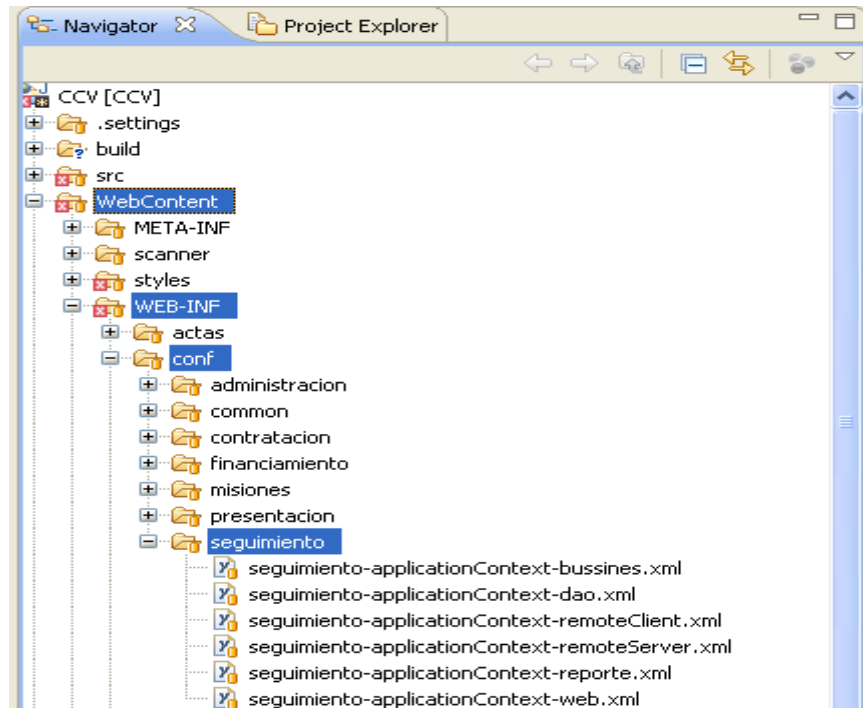 Navigator Project Explorer
CCV [CCV]
.settings
build
src
WebContent
META-INF
scanner
styles
WEB-INF
actas
conf
administracion
common
contratacion
financiamiento
misiones
presentacion
seguimiento
seguimiento-applicationContext-bussines.xml
seguimiento-applicationContext-dao.xml
seguimiento-applicationContext-remoteClient.xml
seguimiento-applicationContext-remoteServer.xml
seguimiento-applicationContext-reporte.xml
seguimiento-applicationContext-web.xml